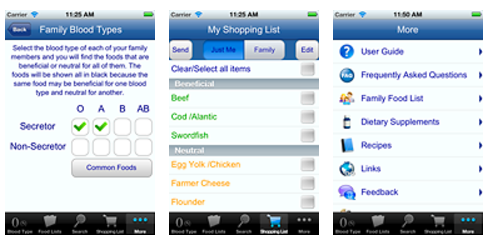 Carrier 11:25 AM
Back Family Blood Types
Select the blood type of each of your family
members and you will find the foods that are
beneficial or neutral for all of them. The
foods will be shown all in black because the
same food may be beneficial for one blood
type and neutral for another.
O A B AB
Secretor
Non-Secretor
Common Foods
Blood Type Food Lists Search Shopping List More
Carrier 11:25 AM
My Shopping List
Send Just Me Family Edit
Clear/Select all items
Beneficial
Beef
Cod /Alantic
Swordfish
Neutral
Egg Yolk /Chicken
Farmer Cheese
Flounder
Blood Type Food Lists Search Shopping List More
Carrier 11:50 AM
More
User Guide
FAQ Frequently Asked Questions
Family Food List
Dietary Supplements
Recipes
Links
Feedback
Blood Type Food Lists Search Shopping List More